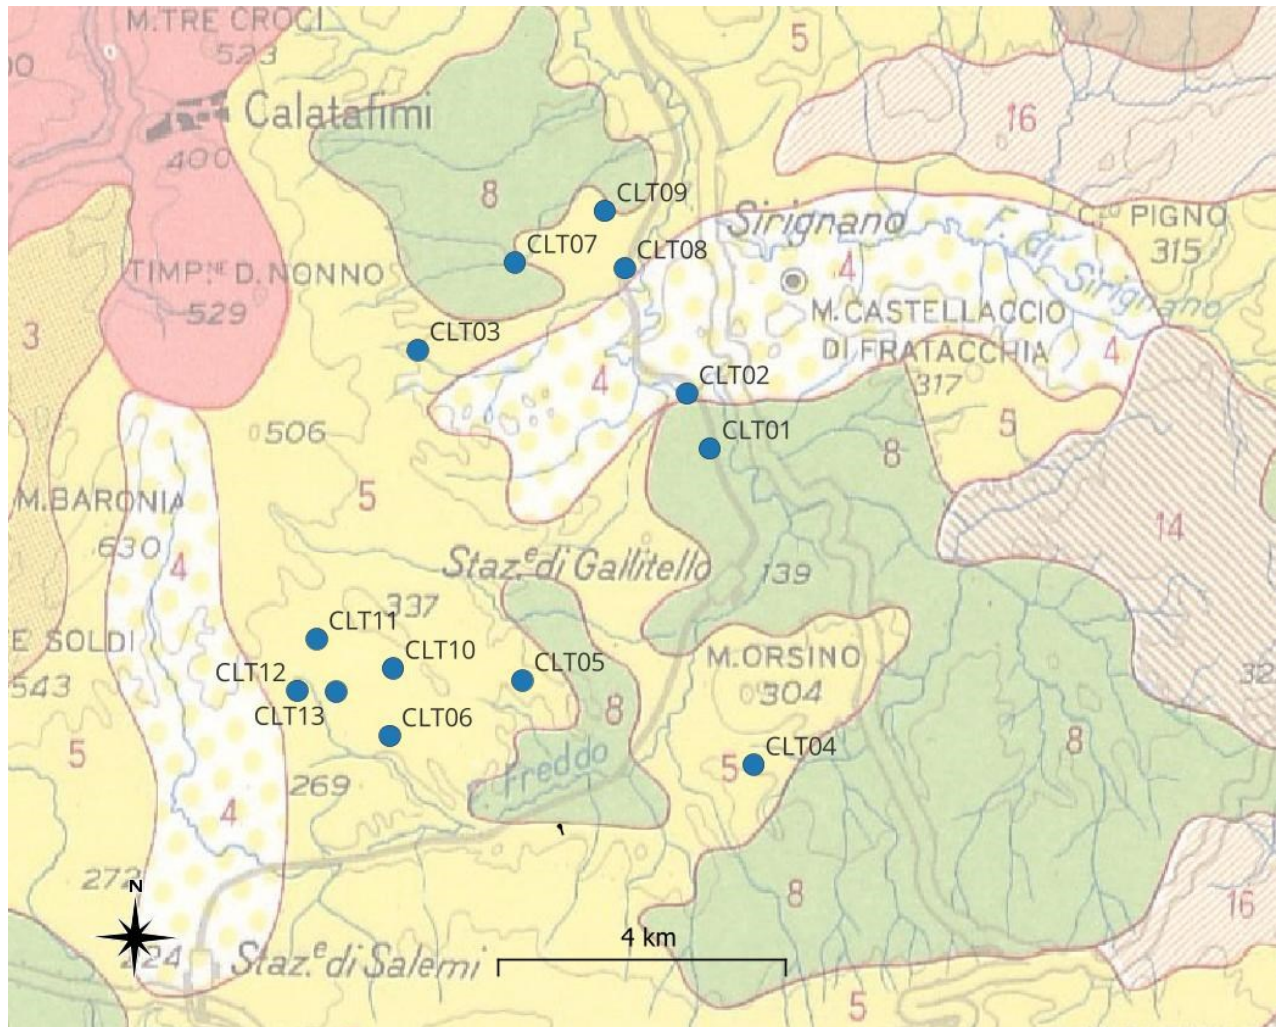 M. TRE CROCI
523
5
00
Calatafimi
16
400
8
CLT09
Sirignano
F. di Sirignano
PIGNO
315
CLT07
CLT08
4
TIMP.NE D. NONNO
529
M. CASTELLACCIO
DI FRATACCHIA
317
4
3
CLT03
4
CLT02
5
506
CLT01
8
5
M. BARONIA
630
4
14
Staz.e di Gallitello
139
337
CLT11
E SOLDI
543
CLT10
M. ORSINO
304
32
CLT12
CLT05
CLT13
CLT06
8
8
5
Freddo
5
CLT04
269
4
272
N
8
16
4 km
224
Staz.e di Salemi
5